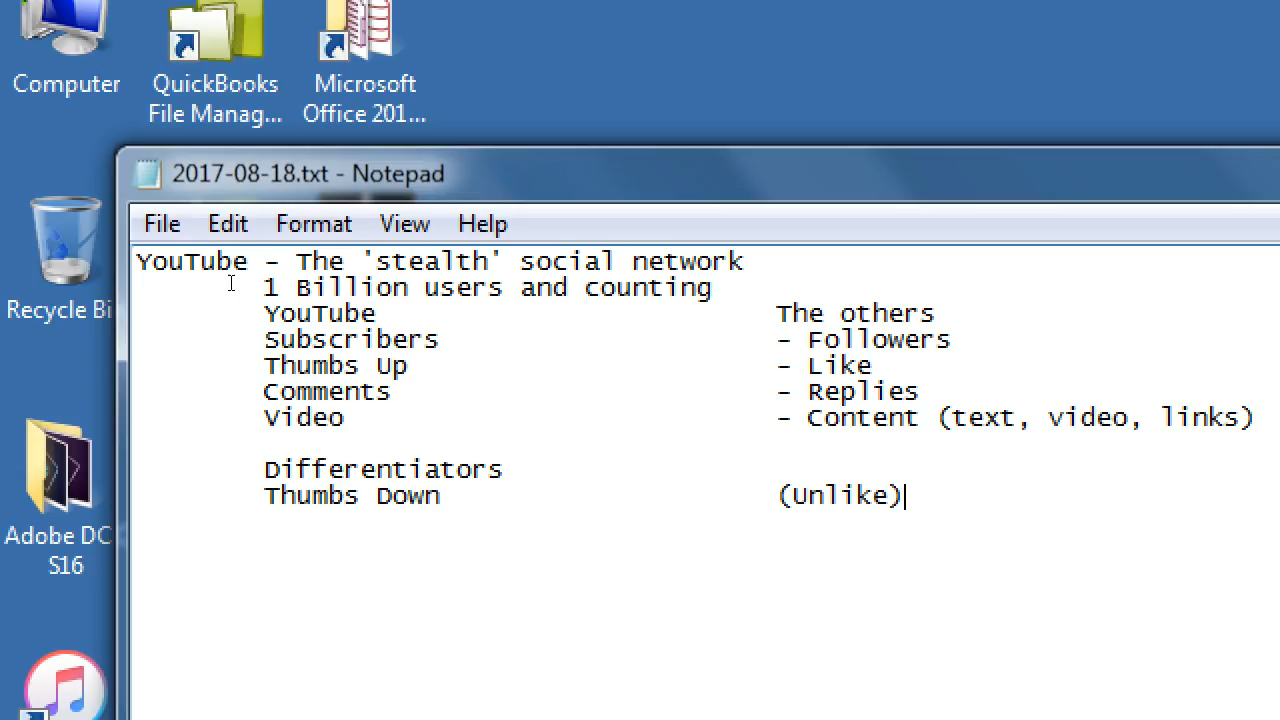 Computer
QuickBooks
File Manag...
Microsoft
Office 201...
2017-08-18.txt - Notepad
File Edit Format View Help
YouTube - The 'stealth' social network
1 Billion users and counting
YouTube The others
Subscribers - Followers
Thumbs Up - Like
Comments - Replies
Video - Content (text, video, links)
Differentiators
Thumbs Down (Unlike)
Recycle Bi
Adobe DC
S16